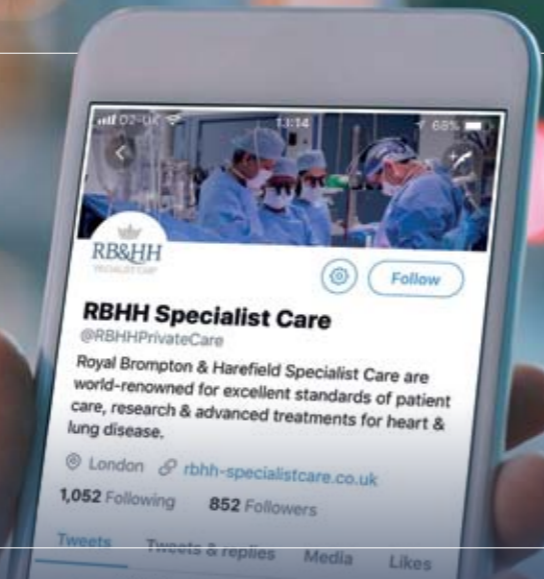 O2-UK 13:14 68%
RB&HH
SPECIALIST CARE
Follow
RBHH Specialist Care
@RBHHPrivateCare
Royal Brompton & Harefield Specialist Care are
world-renowned for excellent standards of patient
care, research & advanced treatments for heart &
lung disease.
London rbhh-specialistcare.co.uk
1,052 Following 852 Followers
Tweets Tweets & replies Media Likes